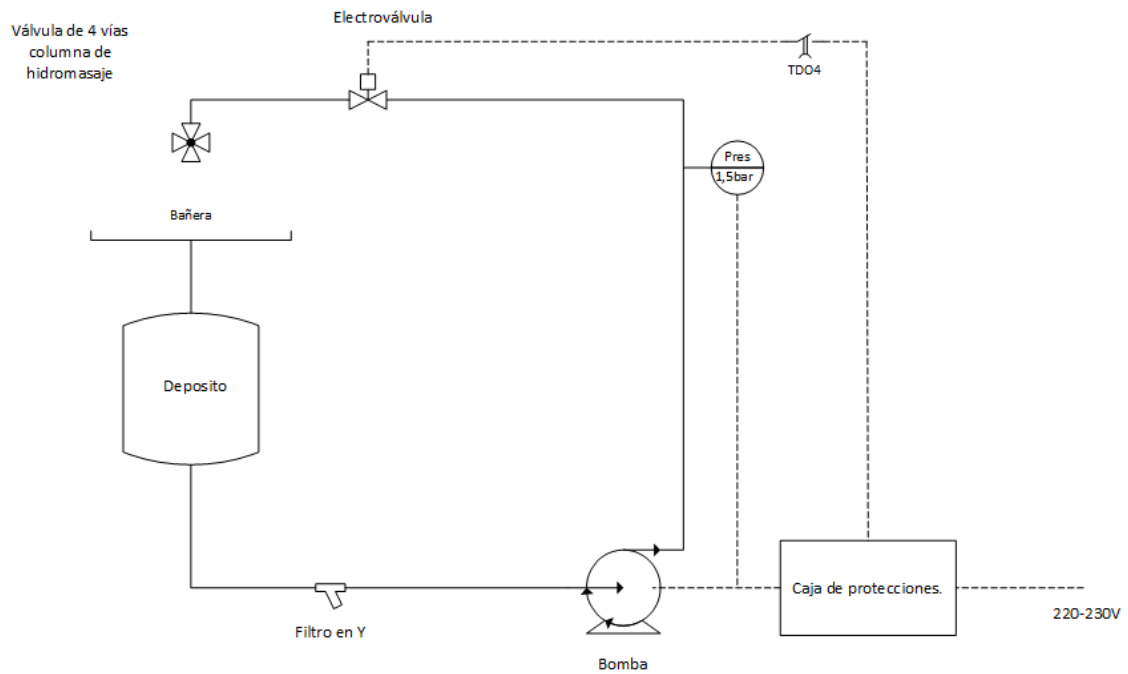 Electroválvula
Válvula de 4 vías
columna de
hidromasaje
TDO4
Pres
1,5bar
Bañera
Deposito
Caja de protecciones.
220-230V
Filtro en Y
Bomba